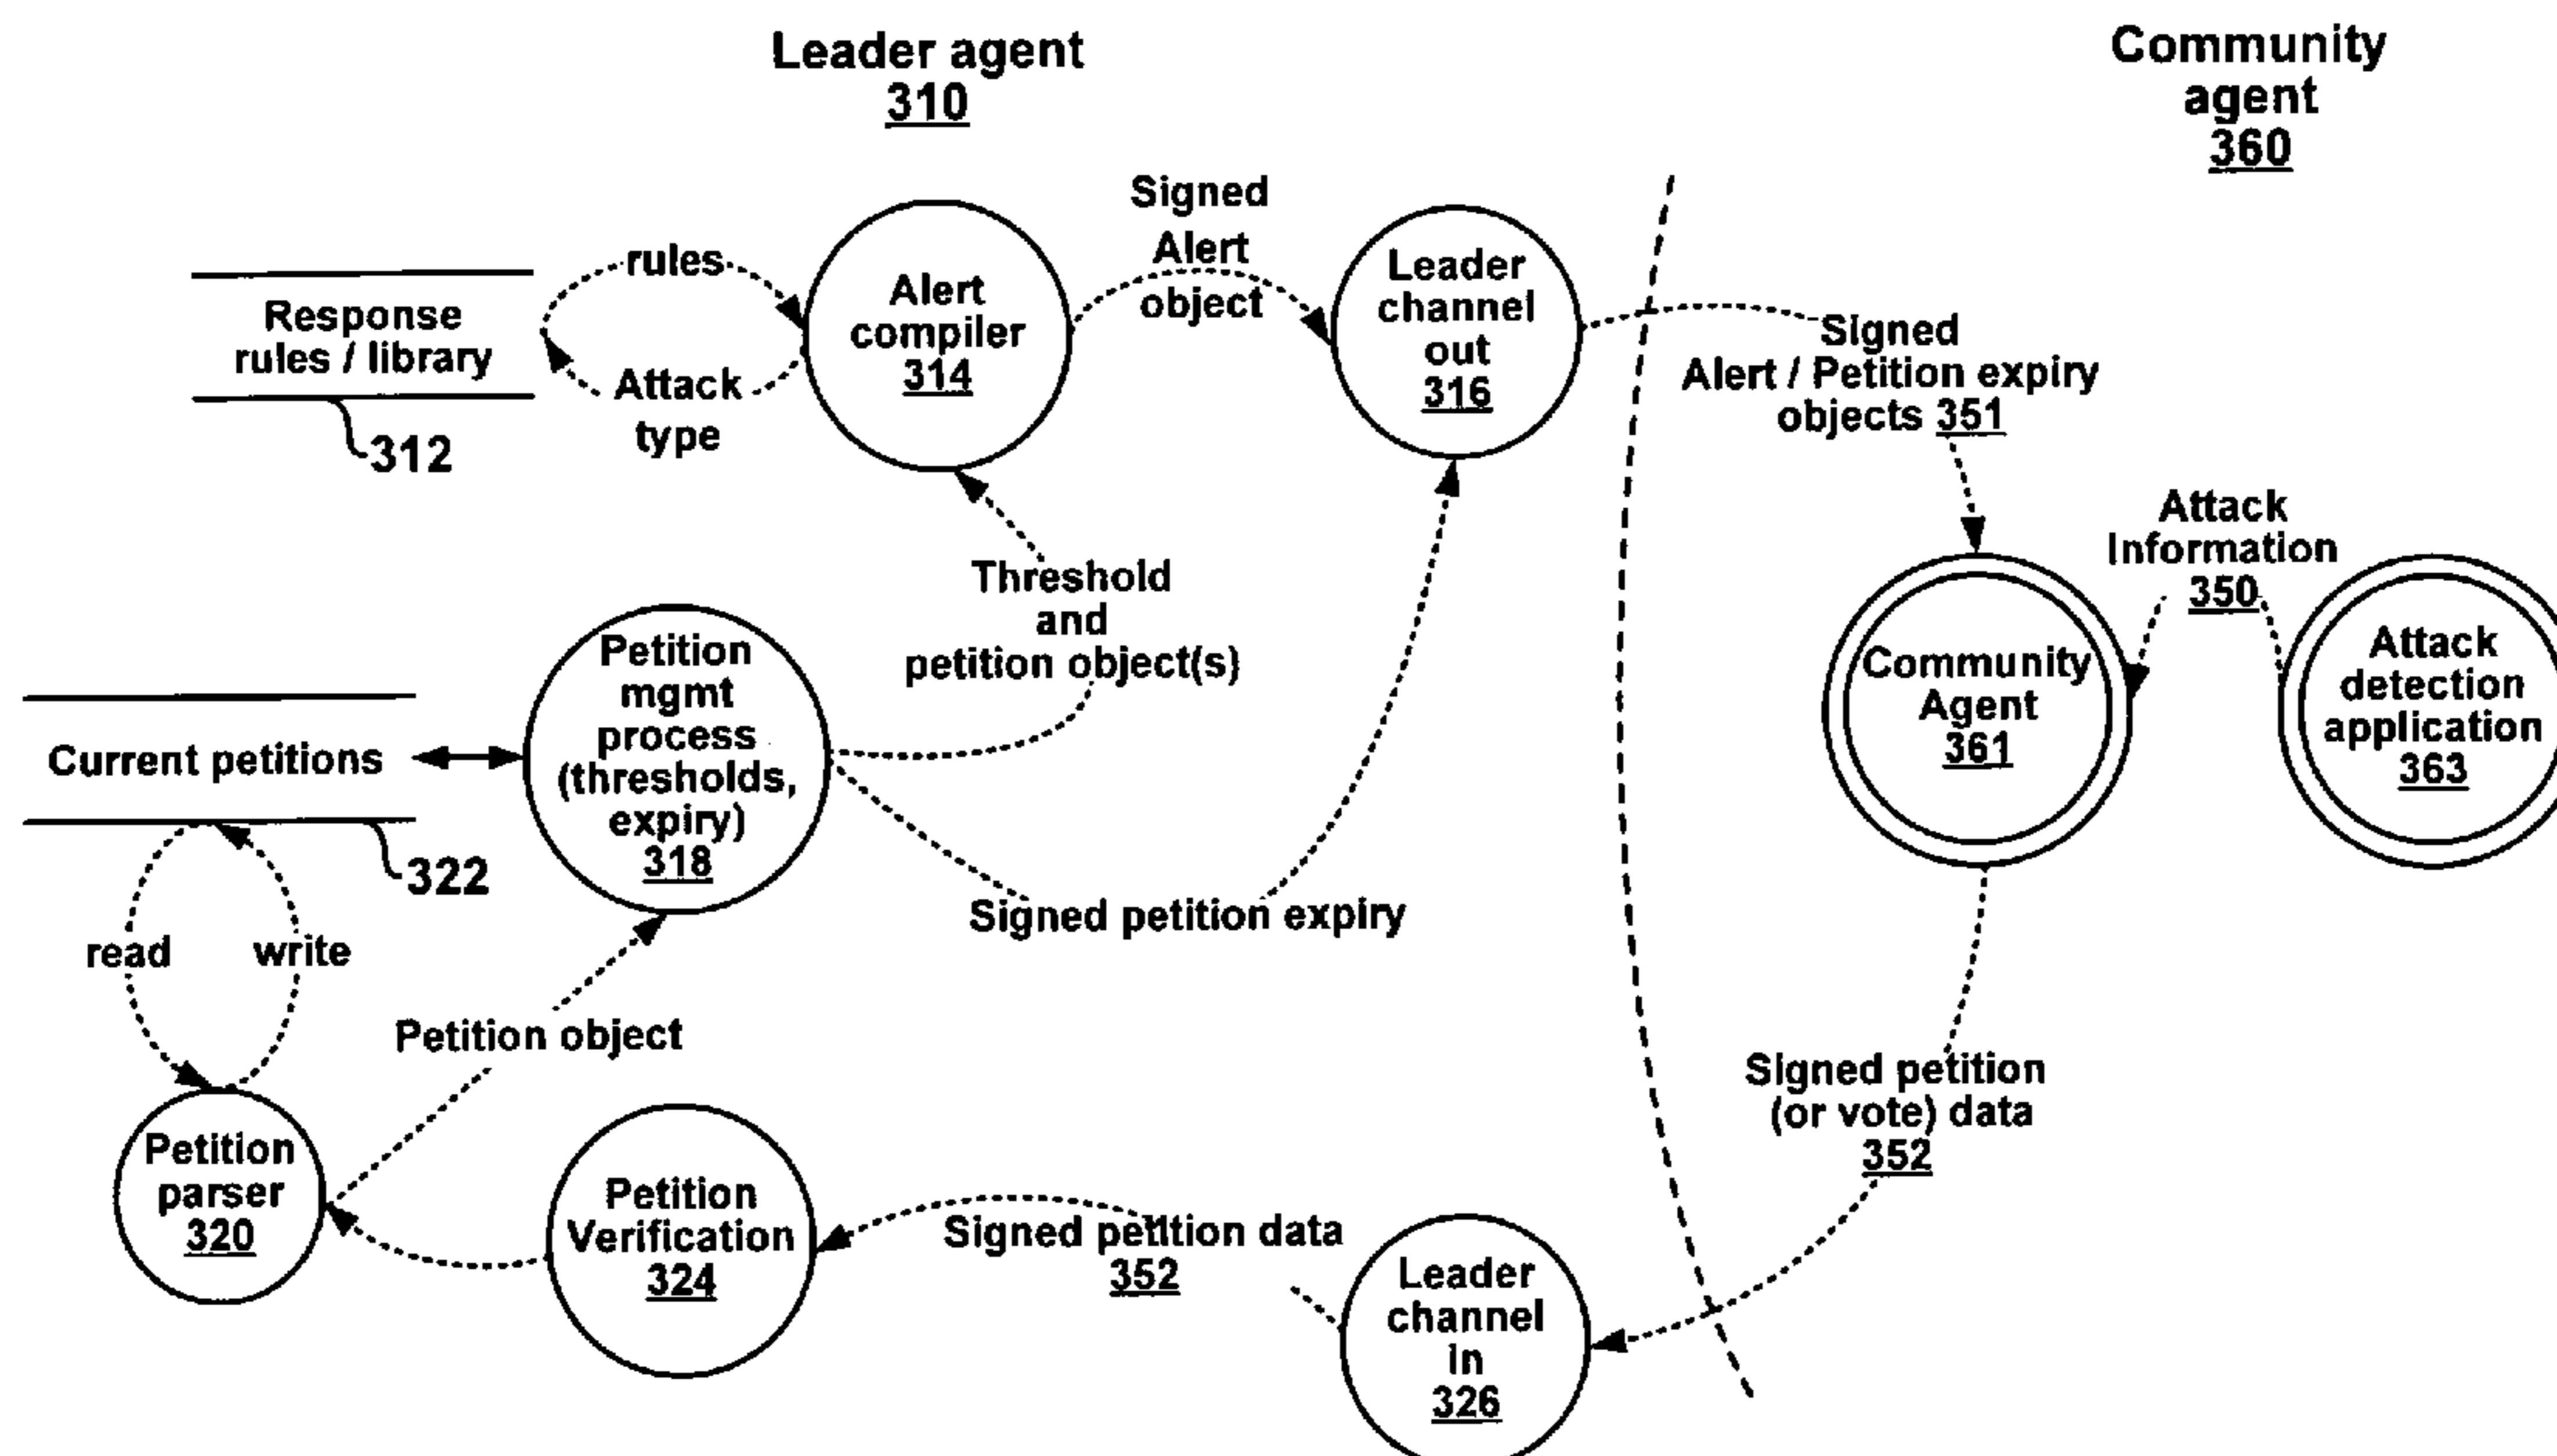 Leader agent
310
Community
agent
360
Response
rules / library
312
rules
Attack
type
Alert
compiler
314
Signed
Alert
object
Leader
channel
out
316
Signed
Alert / Petition expiry
objects 351
Attack
Information
350
Community
Agent
361
Attack
detection
application
363
Threshold
and
petition object(s)
Petition
mgmt
process
(thresholds,
expiry)
318
Current petitions
322
Signed petition expiry
read
write
Petition object
Petition
parser
320
Petition
Verification
324
Signed petition data
352
Leader
channel
in
326
Signed petition
(or vote) data
352